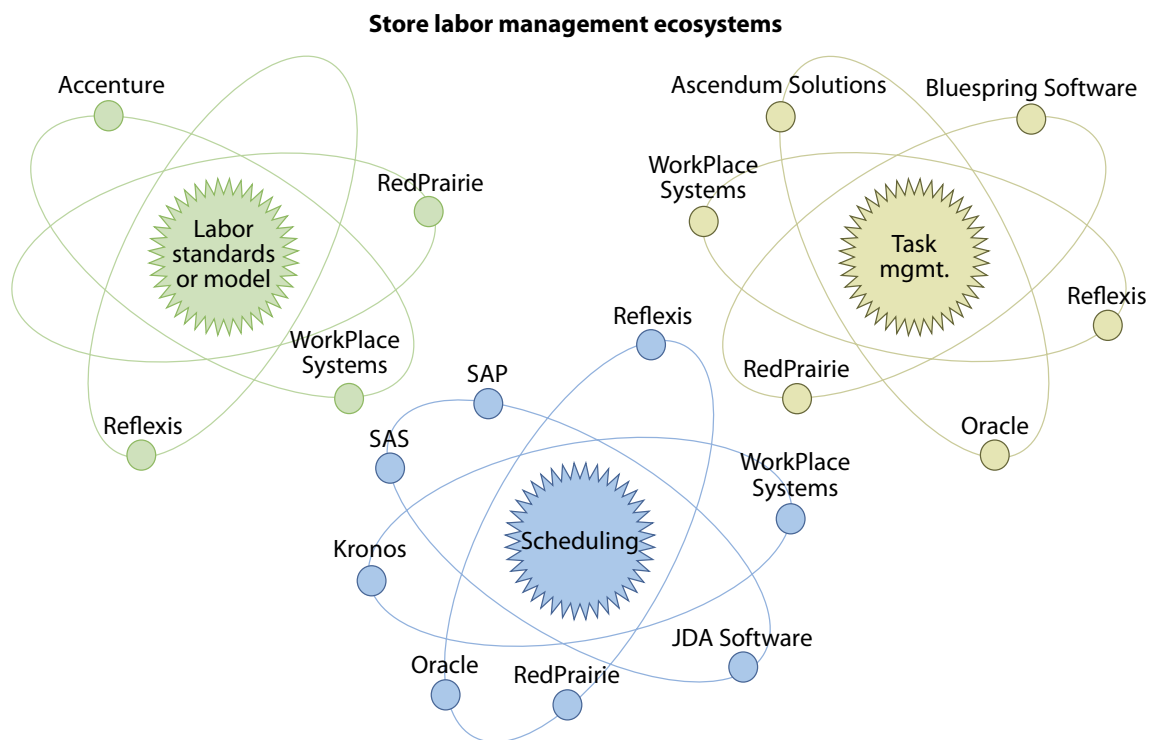 Store labor management ecosystems
Accenture
RedPrairie
Labor
standards
or model
WorkPlace
Systems
Reflexis
Ascendum Solutions
Bluespring Software
WorkPlace
Systems
Task
mgmt.
Reflexis
RedPrairie
Oracle
Reflexis
SAP
SAS
WorkPlace
Systems
Scheduling
Kronos
JDA Software
Oracle
RedPrairie